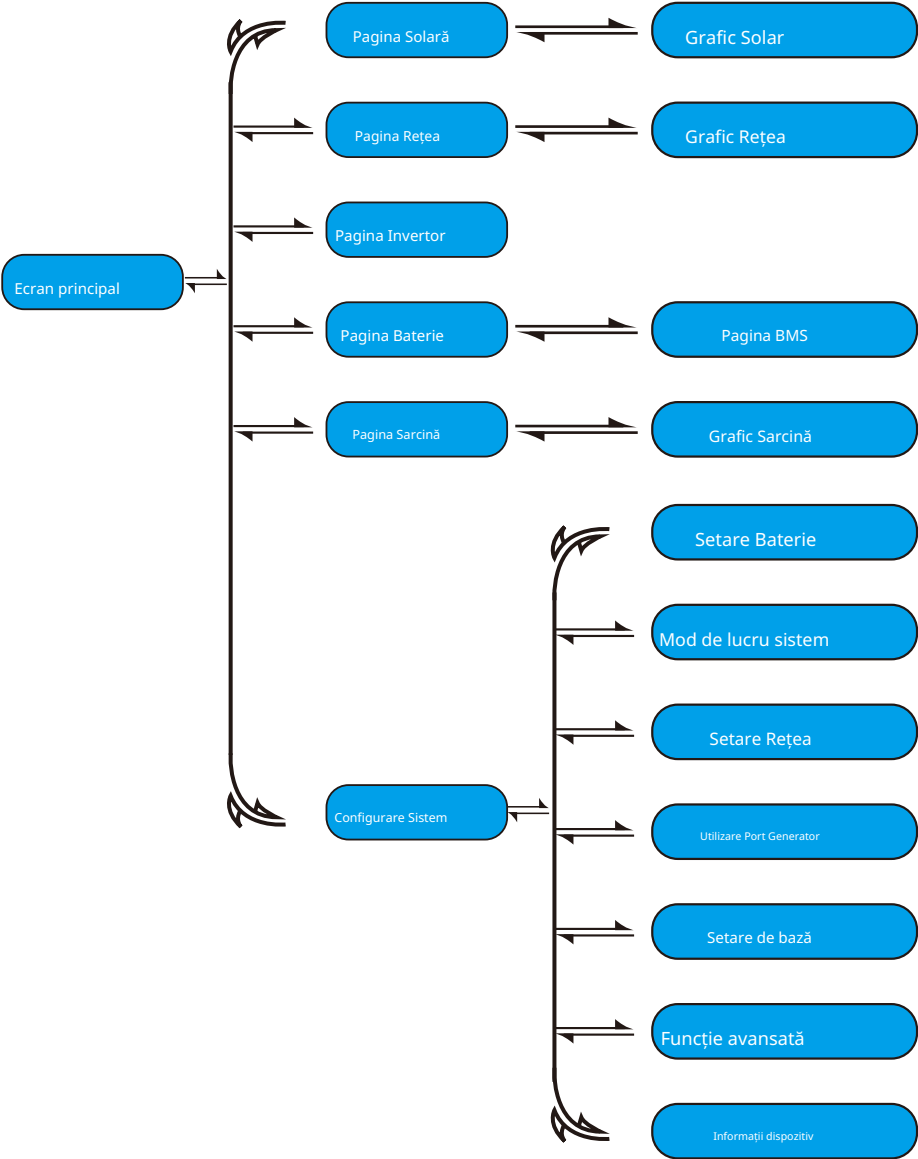 Pagina Solară
Grafic Solar
Pagina Rețea
Grafic Rețea
Pagina Invertor
Ecran principal
Pagina Baterie
Pagina BMS
Pagina Sarcină
Grafic Sarcină
Setare Baterie
Mod de lucru sistem
Setare Rețea
Configurare Sistem
Utilizare Port Generator
Setare de bază
Funcție avansată
Informații dispozitiv